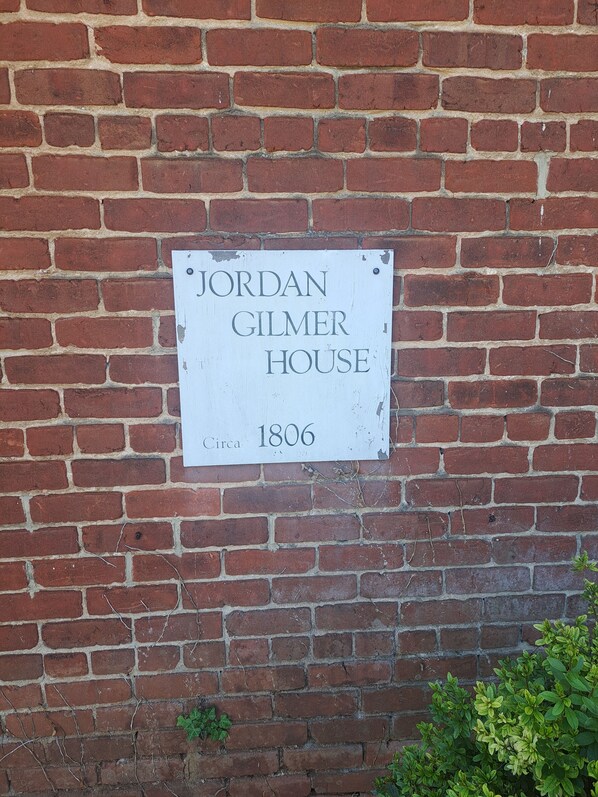 JORDAN
GILMER
HOUSE
Circa 1806